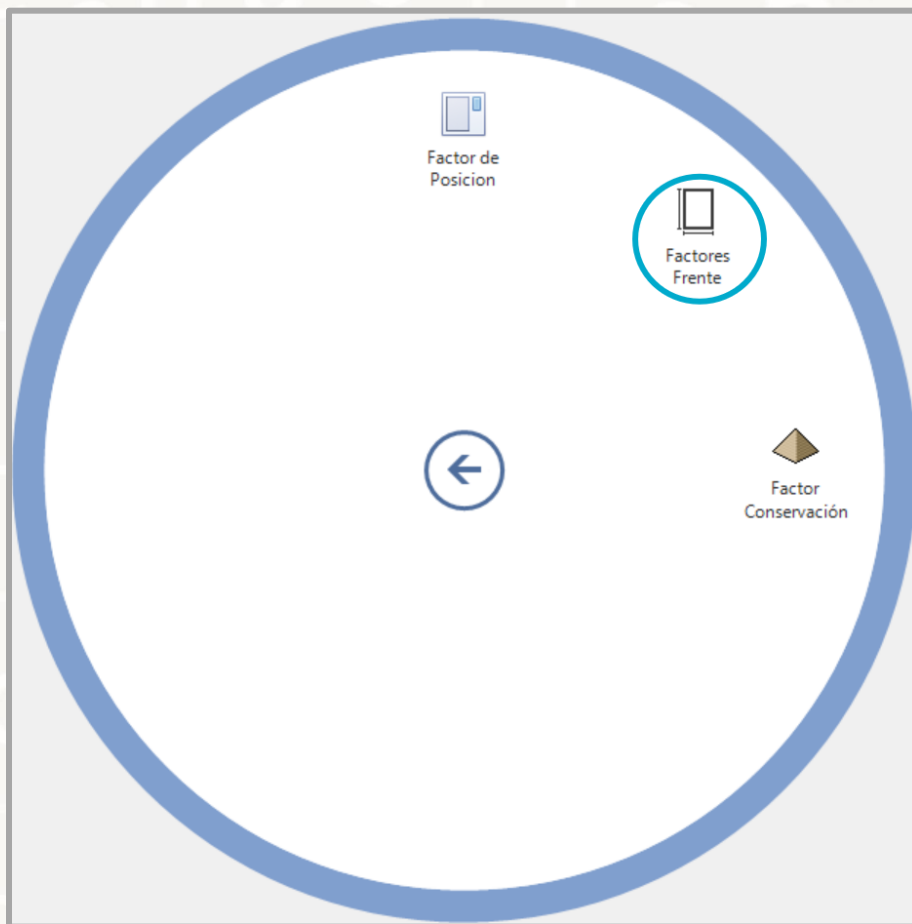 Factor de
Posicion
Factores
Frente
Factor
Conservación